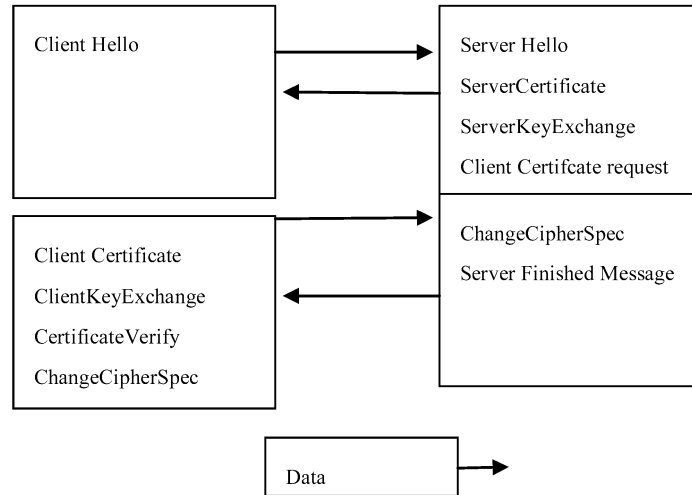 Client Hello
Server Hello
ServerCertificate
ServerKeyExchange
Client Certifcate request
Client Certificate
ClientKeyExchange
CertificateVerify
ChangeCipherSpec
ChangeCipherSpec
Server Finished Message
Data